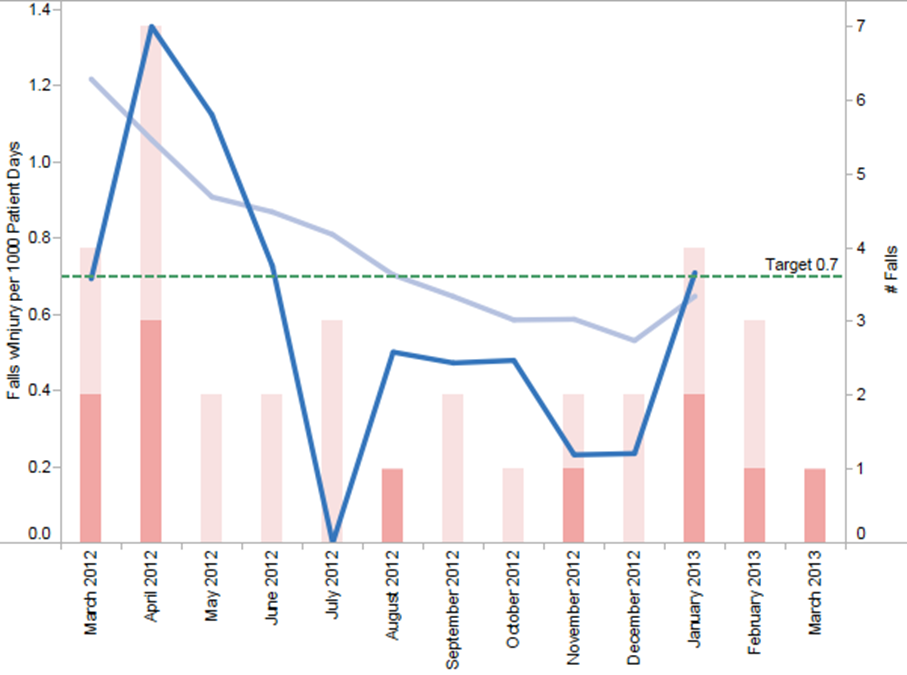 Falls wInjury per 1000 Patient Days
1.4
1.2
1.0
0.8
0.6
0.4
0.2
0.0
Target 0.7
7
6
5
4
3
2
1
0
# Falls
March 2012
April 2012
May 2012
June 2012
July 2012
August 2012
September 2012
October 2012
November 2012
December 2012
January 2013
February 2013
March 2013